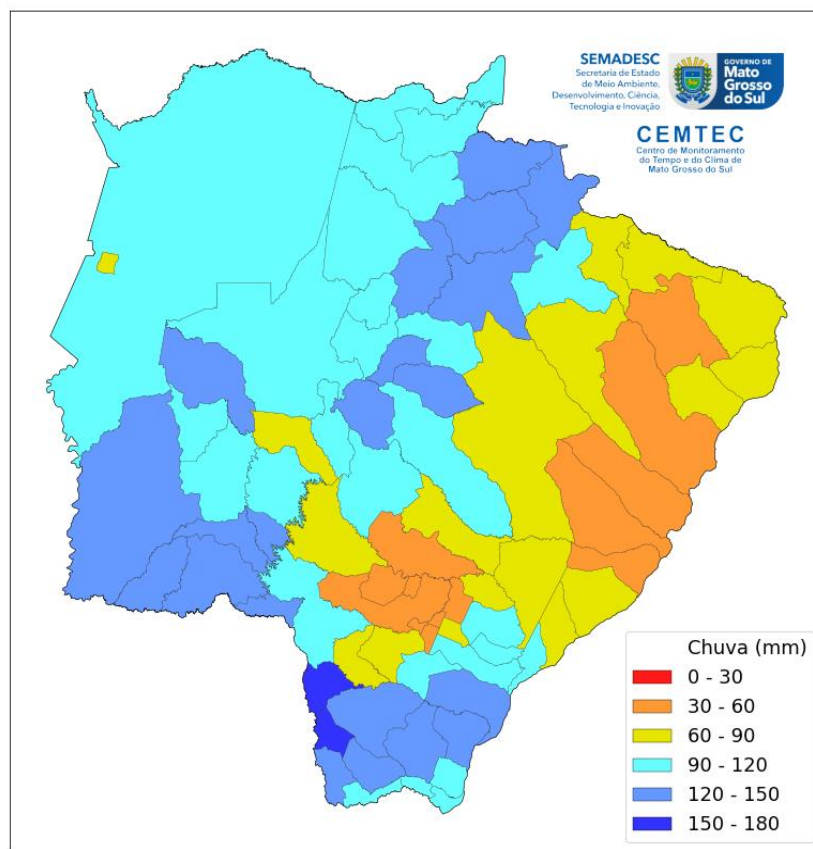 SEMADESC
Secretaria de Estado
de Meio Ambiente,
Desenvolvimento, Ciência,
Tecnologia e Inovação
GOVERNO DE
Mato
Grosso
do Sul
CEMTEC
Centro de Monitoramento
do Tempo e do Clima de
Mato Grosso do Sul
Chuva (mm)
0 - 30
30 - 60
60 - 90
90 - 120
120 - 150
150 - 180